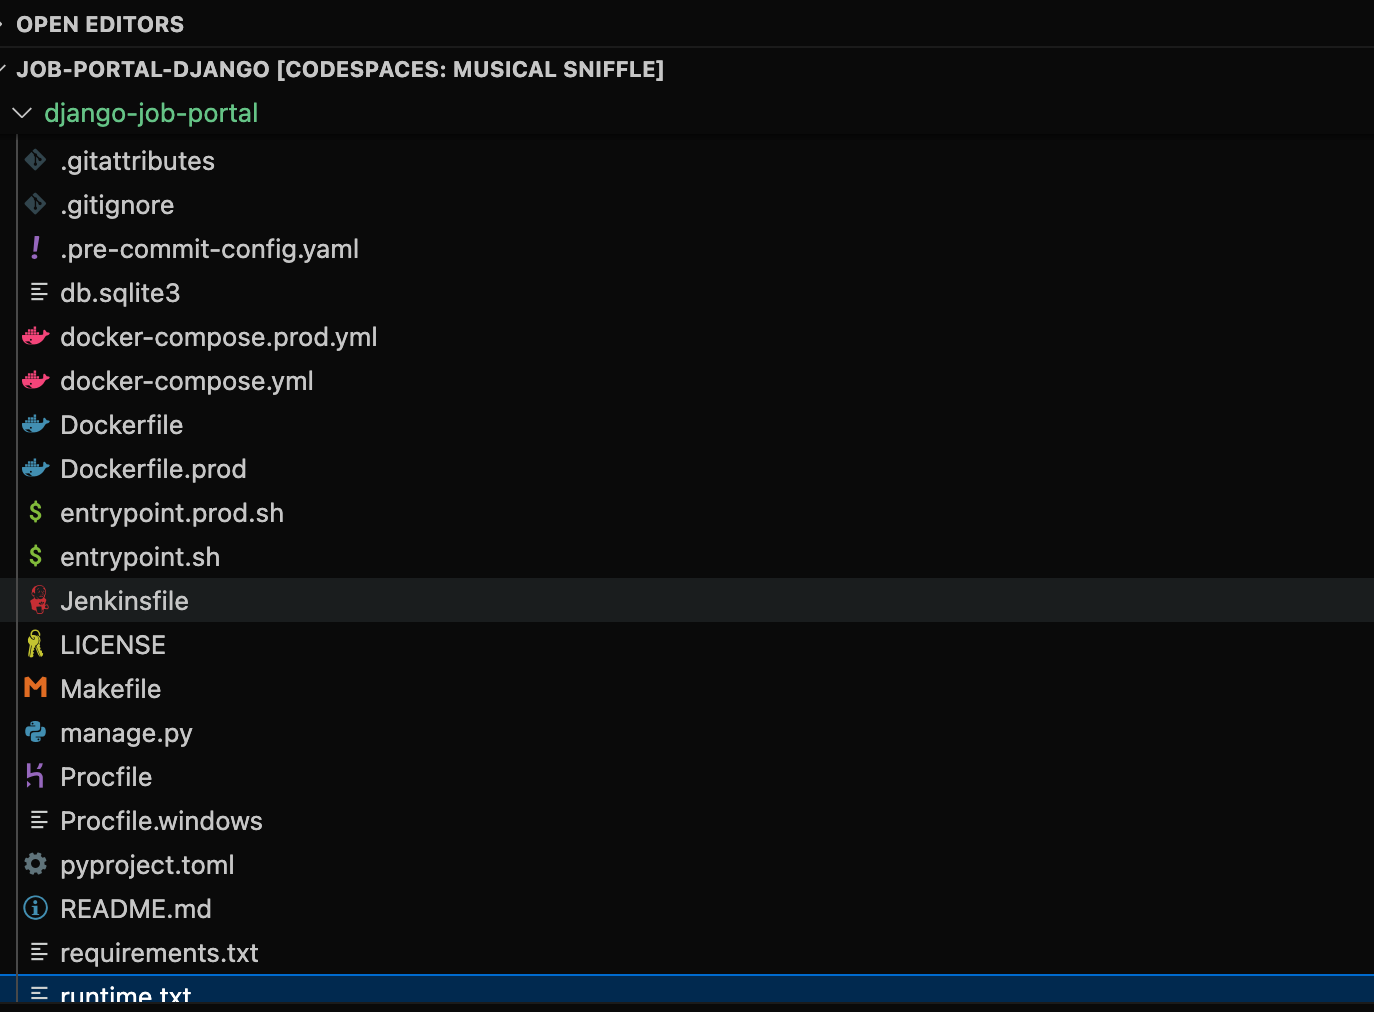 OPEN EDITORS
JOB-PORTAL-DJANGO [CODESPACES: MUSICAL SNIFFLE]
django-job-portal
.gitattributes
.gitignore
.pre-commit-config.yaml
db.sqlite3
docker-compose.prod.yml
docker-compose.yml
Dockerfile
Dockerfile.prod
entrypoint.prod.sh
entrypoint.sh
Jenkinsfile
LICENSE
Makefile
manage.py
Procfile
Procfile.windows
pyproject.toml
README.md
requirements.txt
runtime.txt